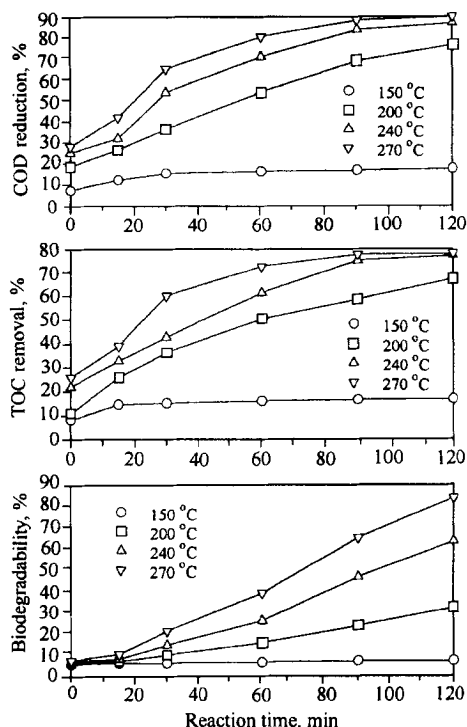 COD reduction, %
90
80
70
60
50
40
30
20
10
0
150 °C
200 °C
240 °C
270 °C
0 20 40 60 80 100 120
TOC removal, %
80
70
60
50
40
30
20
10
0
150 °C
200 °C
240 °C
270 °C
0 20 40 60 80 100 120
Biodegradability, %
90
80
70
60
50
40
30
20
10
0
150 °C
200 °C
240 °C
270 °C
0 20 40 60 80 100 120
Reaction time, min